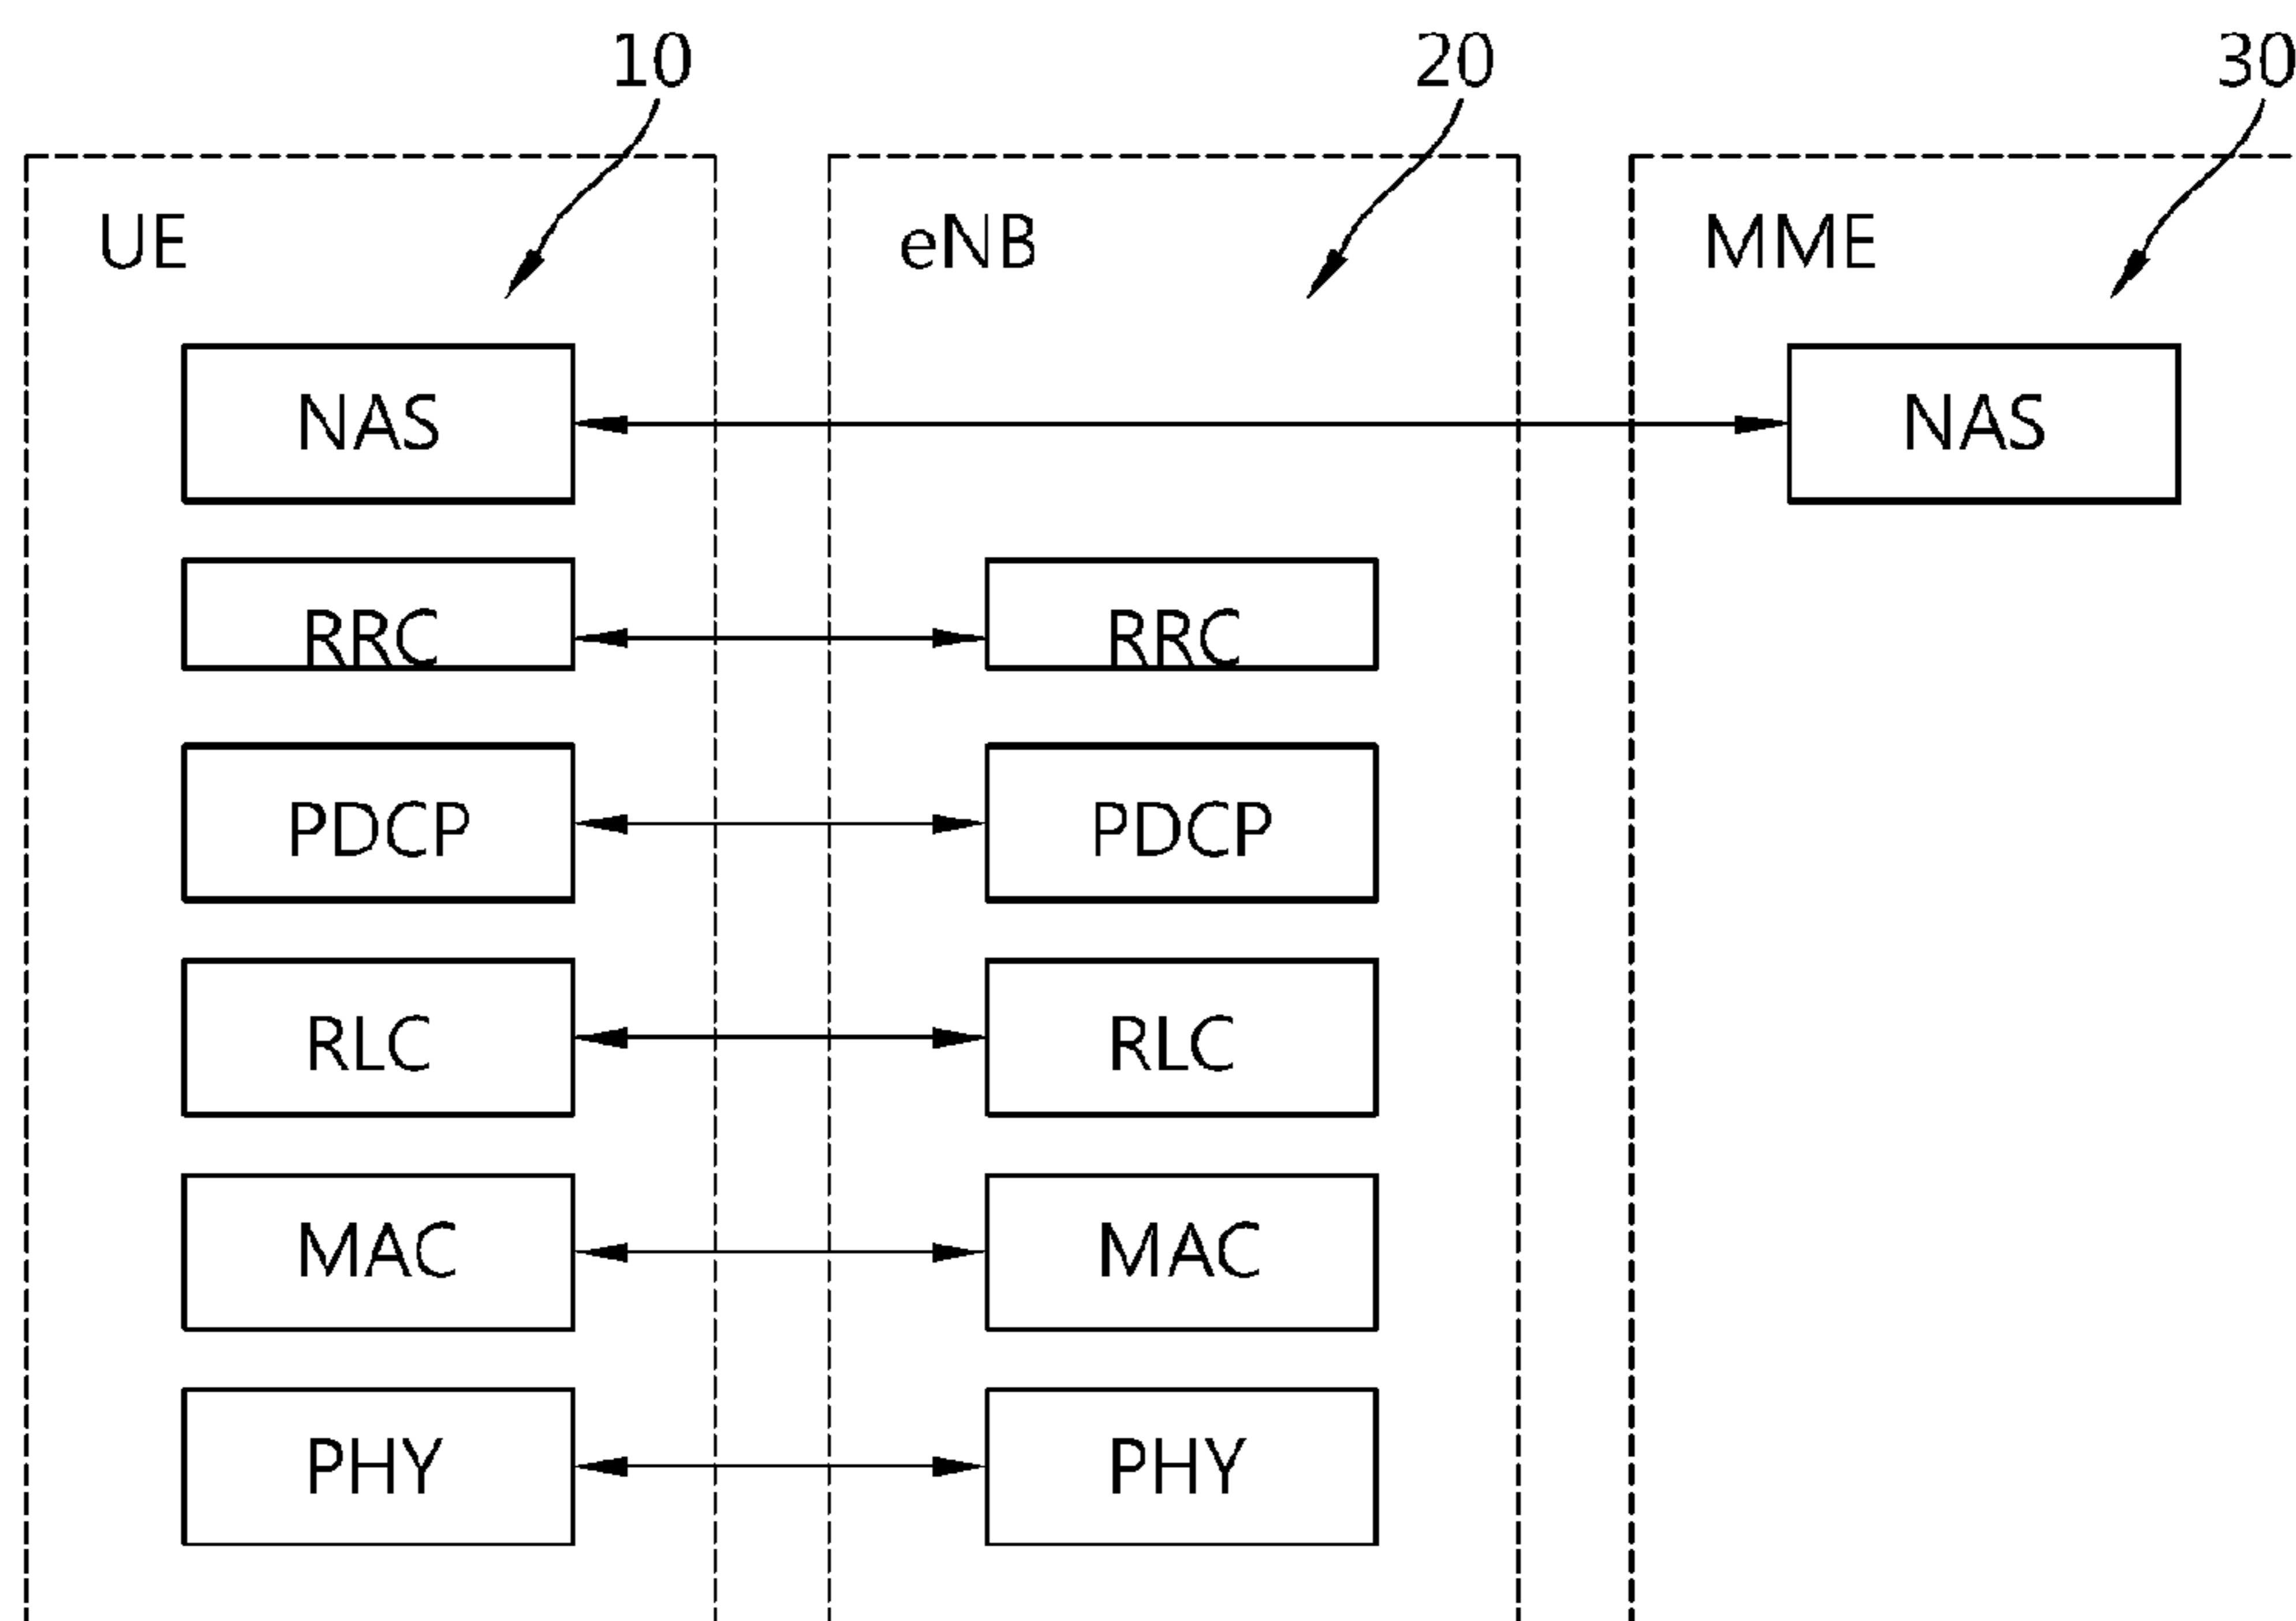 10 20 30
UE eNB MME
NAS NAS
RRC RRC
PDCP PDCP
RLC RLC
MAC MAC
PHY PHY